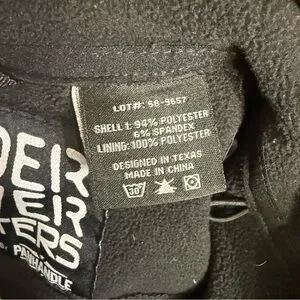 LOT#: 58-9657
SHELL 1: 94% POLYESTER
6% SPANDEX
LINING: 100% POLYESTER
DESIGNED IN TEXAS
MADE IN CHINA
30
DER
TERS
PANHANDLE